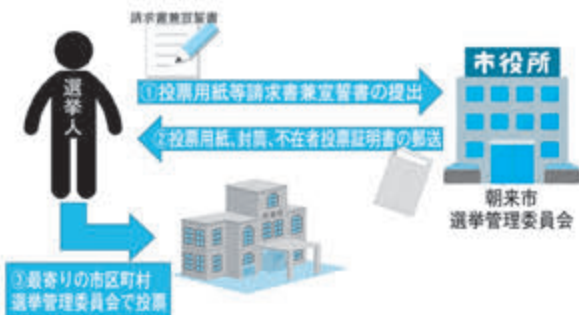 請求書兼宣誓書
選挙人
市役所
①投票用紙等請求書兼宣誓書の提出
②投票用紙、封筒、不在者投票証明書の郵送
朝来市
選挙管理委員会
③最寄りの市区町村
選挙管理委員会で投票